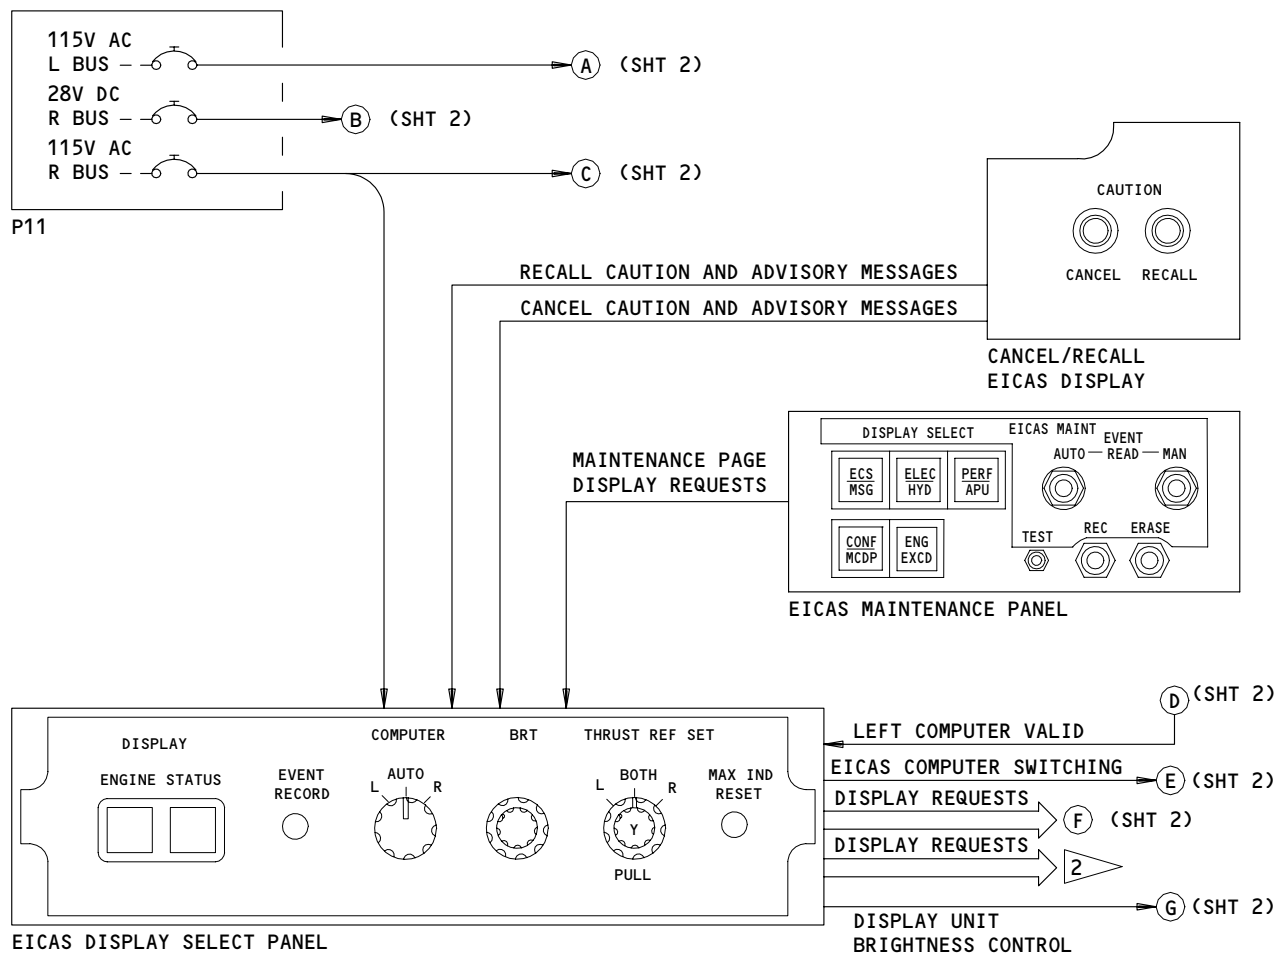 115V AC
L BUS
A (SHT 2)
28V DC
R BUS
B (SHT 2)
115V AC
R BUS
C (SHT 2)
P11
CAUTION
CANCEL RECALL
CANCEL/RECALL
EICAS DISPLAY
RECALL CAUTION AND ADVISORY MESSAGES
CANCEL CAUTION AND ADVISORY MESSAGES
MAINTENANCE PAGE
DISPLAY REQUESTS
DISPLAY SELECT
EICAS MAINT
EVENT
AUTO READ MAN
ECS
MSG
ELEC
HYD
PERF
APU
CONF
MCDP
ENG
EXCD
TEST
REC
ERASE
EICAS MAINTENANCE PANEL
DISPLAY
ENGINE STATUS
EVENT
RECORD
COMPUTER
L AUTO R
BRT
THRUST REF SET
L BOTH R
Y
PULL
MAX IND
RESET
EICAS DISPLAY SELECT PANEL
D (SHT 2)
LEFT COMPUTER VALID
EICAS COMPUTER SWITCHING
E (SHT 2)
DISPLAY REQUESTS
F (SHT 2)
DISPLAY REQUESTS
2
G (SHT 2)
DISPLAY UNIT
BRIGHTNESS CONTROL